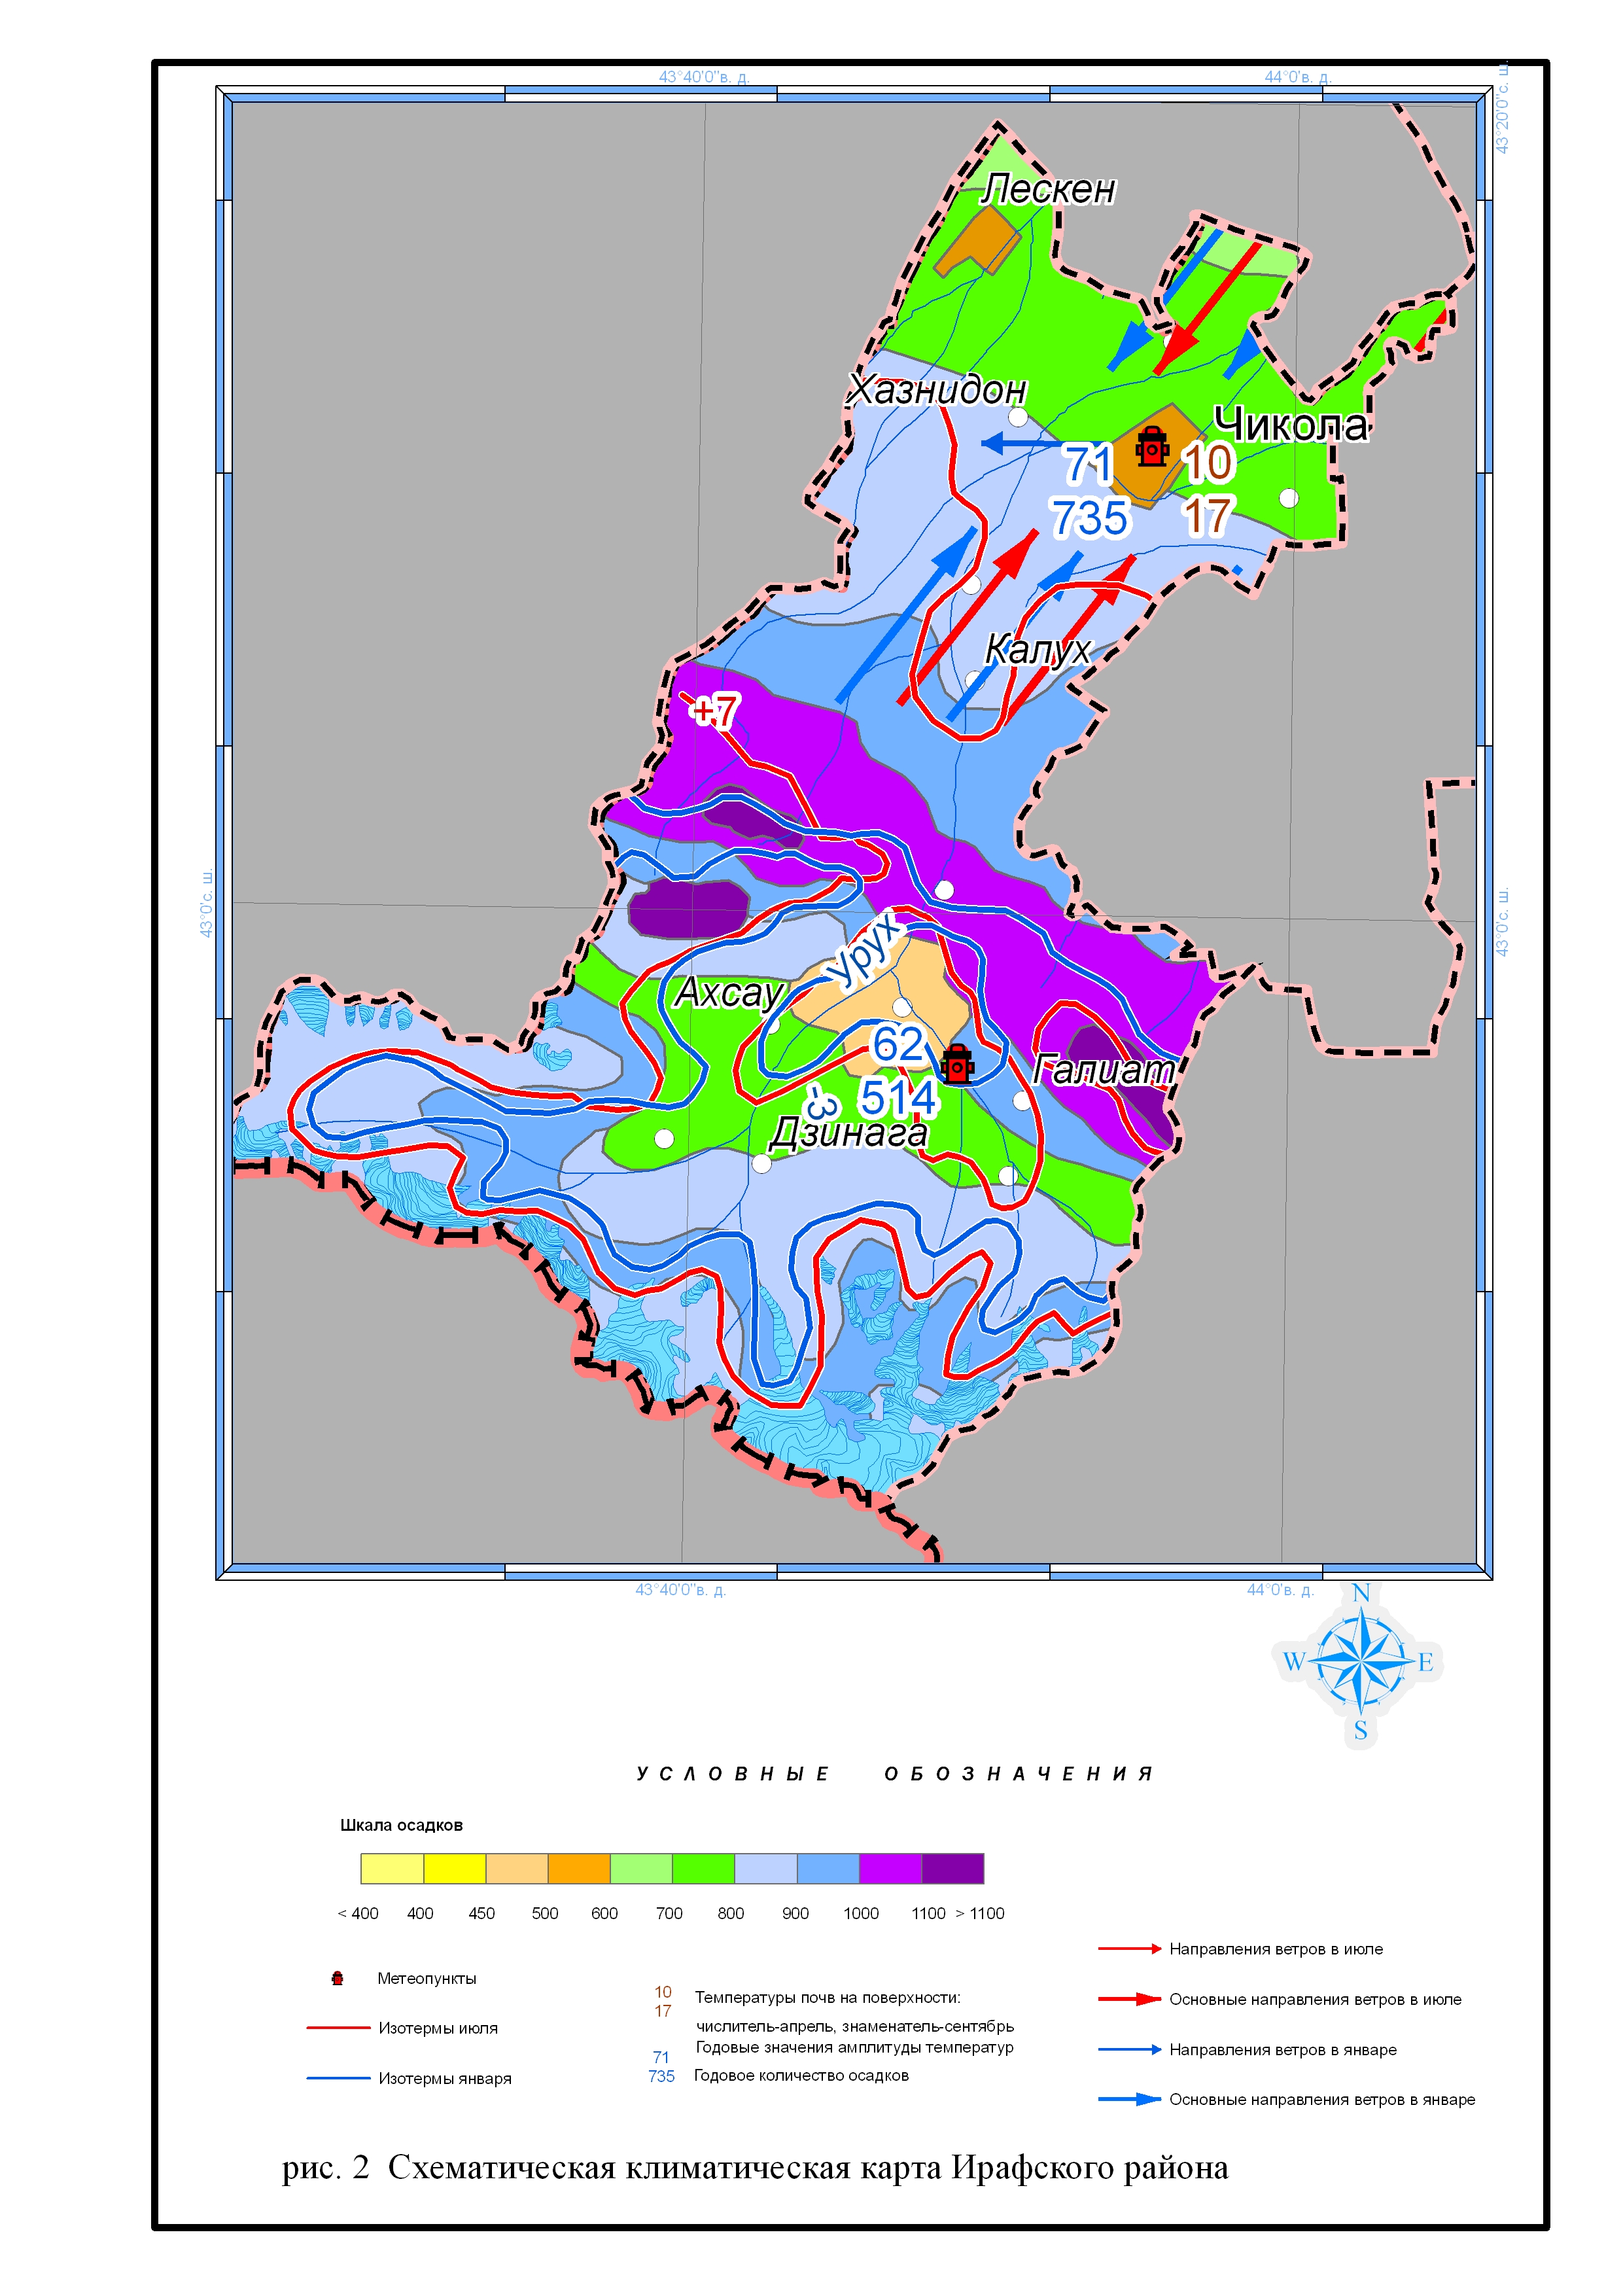 43°40'0"в. д.
44°0'в. д.
43°20'0"с. ш.
Лескен
Хазнидон
Чикола
71
10
735
17
Калух
+7
43°0'с. ш.
43°0'с. ш.
Урух
Ахсау
62
Галиат
-3
514
Дзинага
43°40'0"в. д.
44°0'в. д.
N
W
E
S
УСЛОВНЫЕ ОБОЗНАЧЕНИЯ
Шкала осадков
< 400 400 450 500 600 700 800 900 1000 1100 > 1100
Метеопункты
Изотермы июля
Изотермы января
10
17
Температуры почв на поверхности:
числитель-апрель, знаменатель-сентябрь
71
Годовые значения амплитуды температур
735
Годовое количество осадков
Направления ветров в июле
Основные направления ветров в июле
Направления ветров в январе
Основные направления ветров в январе
рис. 2 Схематическая климатическая карта Ирафского района